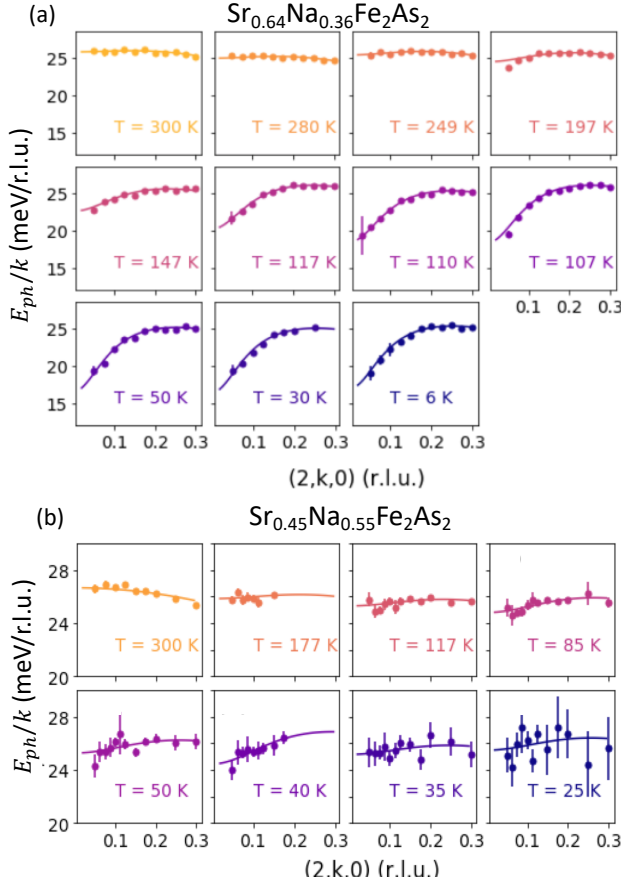 (a)
Sr0.64Na0.36Fe2As2
25
20
15
T = 300 K
T = 280 K
T = 249 K
T = 197 K
Eph/k (meV/r.l.u.)
25
20
15
T = 147 K
T = 117 K
T = 110 K
T = 107 K
0.1 0.2 0.3
25
20
15
T = 50 K
T = 30 K
T = 6 K
0.1 0.2 0.3 0.1 0.2 0.3 0.1 0.2 0.3
(2,k,0) (r.l.u.)
(b)
Sr0.45Na0.55Fe2As2
28
24
20
T = 300 K
T = 177 K
T = 117 K
T = 85 K
Eph/k (meV/r.l.u.)
28
24
20
T = 50 K
T = 40 K
T = 35 K
T = 25 K
0.1 0.2 0.3 0.1 0.2 0.3 0.1 0.2 0.3 0.1 0.2 0.3
(2,k,0) (r.l.u.)